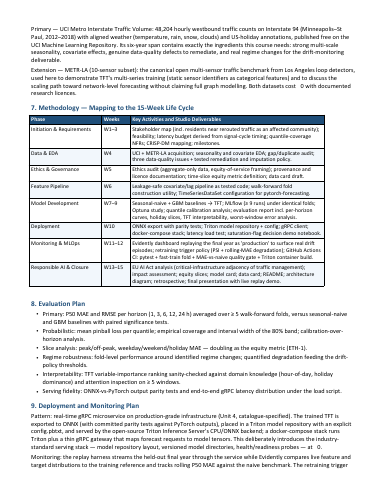 Primary — UCI Metro Interstate Traffic Volume: 48,204 hourly westbound traffic counts on Interstate 94 (Minneapolis–St
Paul, 2012–2018) with aligned weather (temperature, rain, snow, clouds) and US-holiday annotations, published free on the
UCI Machine Learning Repository. Its six-year span contains exactly the ingredients this course needs: strong multi-scale
seasonality, covariate effects, genuine data-quality defects to remediate, and real regime changes for the drift-monitoring
deliverable.
Extension — METR-LA (10-sensor subset): the canonical open multi-sensor traffic benchmark from Los Angeles loop detectors,
used here to demonstrate TFT's multi-series training (static sensor identifiers as categorical features) and to discuss the
scaling path toward network-level forecasting without claiming full graph modelling. Both datasets cost 0 with documented
research licences.
7. Methodology — Mapping to the 15-Week Life Cycle
Phase Weeks Key Activities and Studio Deliverables
Initiation & Requirements W1–3 Stakeholder map (incl. residents near rerouted traffic as an affected community);
feasibility; latency budget derived from signal-cycle timing; quantile coverage
NFRs; CRISP-DM mapping; milestones.
Data & EDA W4 UCI + METR-LA acquisition; seasonality and covariate EDA; gap/duplicate audit;
three data-quality issues + tested remediation and imputation policy.
Ethics & Governance W5 Ethics audit (aggregate-only data, equity-of-service framing); provenance and
licence documentation; time-slice equity metric definition; data card draft.
Feature Pipeline W6 Leakage-safe covariate/lag pipeline as tested code; walk-forward fold
construction utility; TimeSeriesDataSet configuration for pytorch-forecasting.
Model Development W7–9 Seasonal-naive + GBM baselines → TFT; MLflow (≥ 9 runs) under identical folds;
Optuna study; quantile calibration analysis; evaluation report incl. per-horizon
curves, holiday slices, TFT interpretability, worst-window error analysis.
Deployment W10 ONNX export with parity tests; Triton model repository + config; gRPC client;
docker-compose stack; latency load test; saturation-flag decision demo notebook.
Monitoring & MLOps W11–12 Evidently dashboard replaying the final year as 'production' to surface real drift
episodes; retraining trigger policy (PSI + rolling-MAE degradation); GitHub Actions
CI: pytest + fast-train fold + MAE-vs-naive quality gate + Triton container build.
Responsible AI & Closure W13–15 EU AI Act analysis (critical-infrastructure adjacency of traffic management);
impact assessment; equity slices; model card; data card; README; architecture
diagram; retrospective; final presentation with live replay demo.
8. Evaluation Plan
• Primary: P50 MAE and RMSE per horizon (1, 3, 6, 12, 24 h) averaged over ≥ 5 walk-forward folds, versus seasonal-naive
and GBM baselines with paired significance tests.
• Probabilistic: mean pinball loss per quantile; empirical coverage and interval width of the 80% band; calibration-over-
horizon analysis.
• Slice analysis: peak/off-peak, weekday/weekend/holiday MAE — doubling as the equity metric (ETH-1).
• Regime robustness: fold-level performance around identified regime changes; quantified degradation feeding the drift-
policy thresholds.
• Interpretability: TFT variable-importance ranking sanity-checked against domain knowledge (hour-of-day, holiday
dominance) and attention inspection on ≥ 5 windows.
• Serving fidelity: ONNX-vs-PyTorch output parity tests and end-to-end gRPC latency distribution under the load script.
9. Deployment and Monitoring Plan
Pattern: real-time gRPC microservice on production-grade infrastructure (Unit 4, catalogue-specified). The trained TFT is
exported to ONNX (with committed parity tests against PyTorch outputs), placed in a Triton model repository with an explicit
config.pbtxt, and served by the open-source Triton Inference Server's CPU/ONNX backend; a docker-compose stack runs
Triton plus a thin gRPC gateway that maps forecast requests to model tensors. This deliberately introduces the industry-
standard serving stack — model repository layout, versioned model directories, health/readiness probes — at 0.
Monitoring: the replay harness streams the held-out final year through the service while Evidently compares live feature and
target distributions to the training reference and tracks rolling P50 MAE against the naive benchmark. The retraining trigger